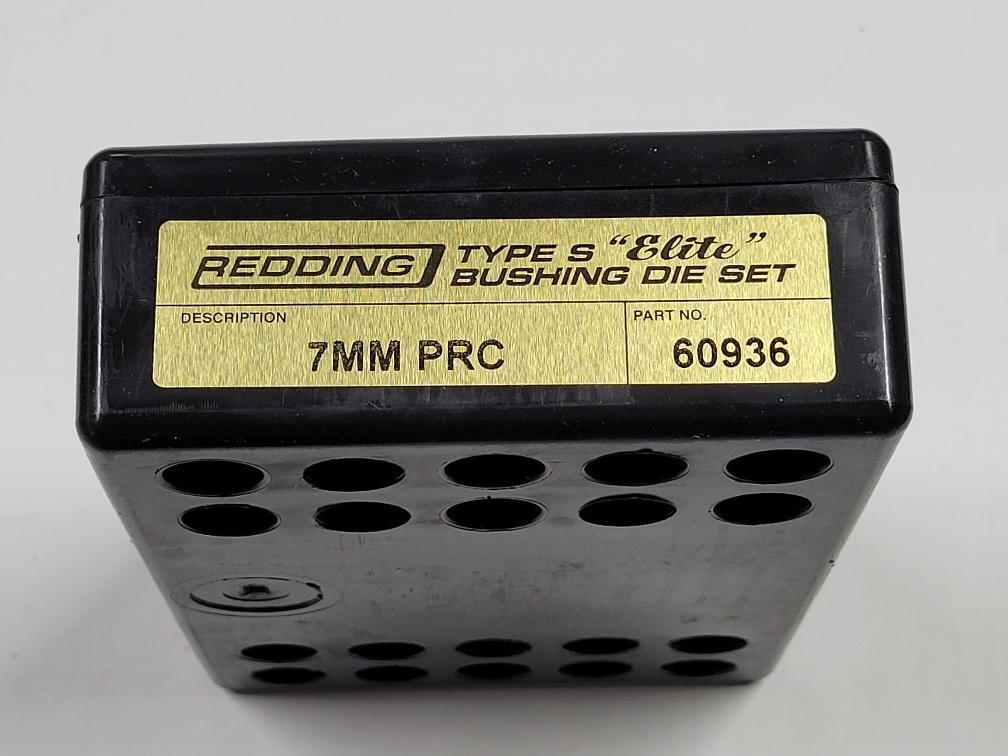 REDDING TYPE S "Elite"
BUSHING DIE SET
DESCRIPTION
7MM PRC
PART NO.
60936